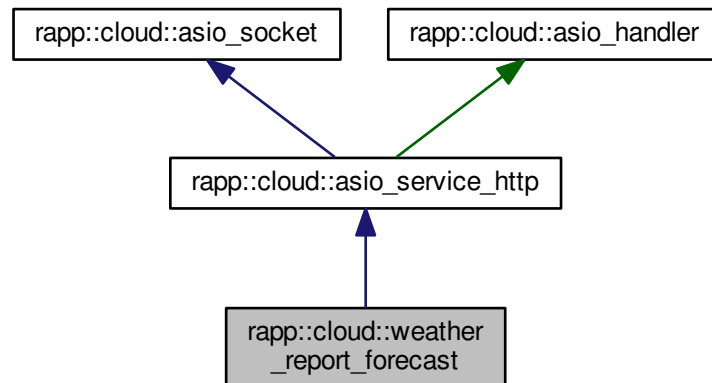 rapp::cloud::asio_socket
rapp::cloud::asio_handler
rapp::cloud::asio_service_http
rapp::cloud::weather
_report_forecast